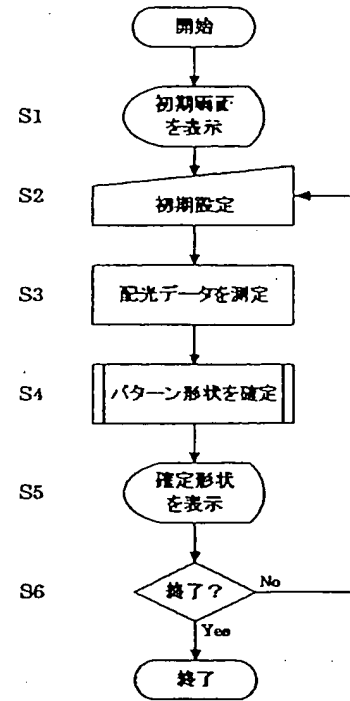 開始
S1
初期画面
を表示
S2
初期設定
S3
配光データを測定
S4
パターン形状を確定
S5
確定形状
を表示
S6
終了？
No
Yes
終了